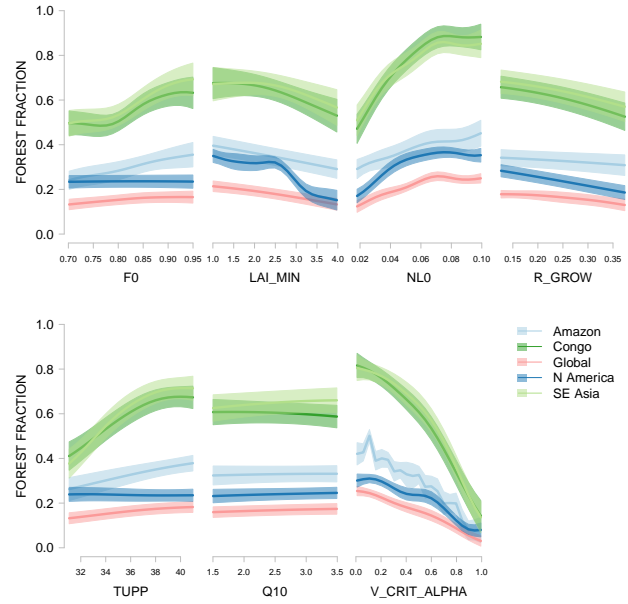 1.0
0.8
0.6
0.4
0.2
0.0
FOREST FRACTION
0.70 0.75 0.80 0.85 0.90 0.95
F0
1.0 1.5 2.0 2.5 3.0 3.5 4.0
LAI_MIN
0.02 0.04 0.06 0.08 0.10
NL0
0.15 0.20 0.25 0.30 0.35
R_GROW
1.0
0.8
0.6
0.4
0.2
0.0
FOREST FRACTION
32 34 36 38 40
TUPP
1.5 2.0 2.5 3.0 3.5
Q10
0.0 0.2 0.4 0.6 0.8 1.0
V_CRIT_ALPHA
Amazon
Congo
Global
N America
SE Asia